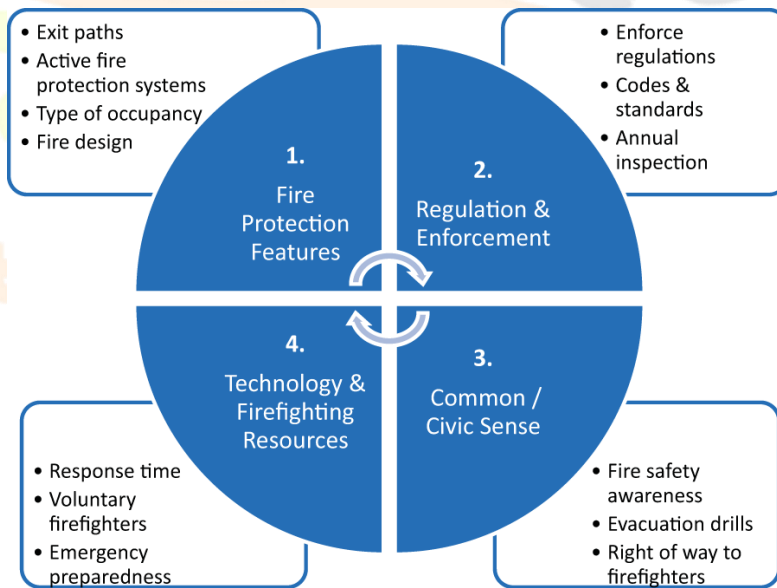 • Exit paths
• Active fire
protection systems
• Type of occupancy
• Fire design
• Enforce
regulations
• Codes &
standards
• Annual
inspection
1.
Fire
Protection
Features
2.
Regulation &
Enforcement
4.
Technology &
Firefighting
Resources
3.
Common /
Civic Sense
• Response time
• Voluntary
firefighters
• Emergency
preparedness
• Fire safety
awareness
• Evacuation drills
• Right of way to
firefighters